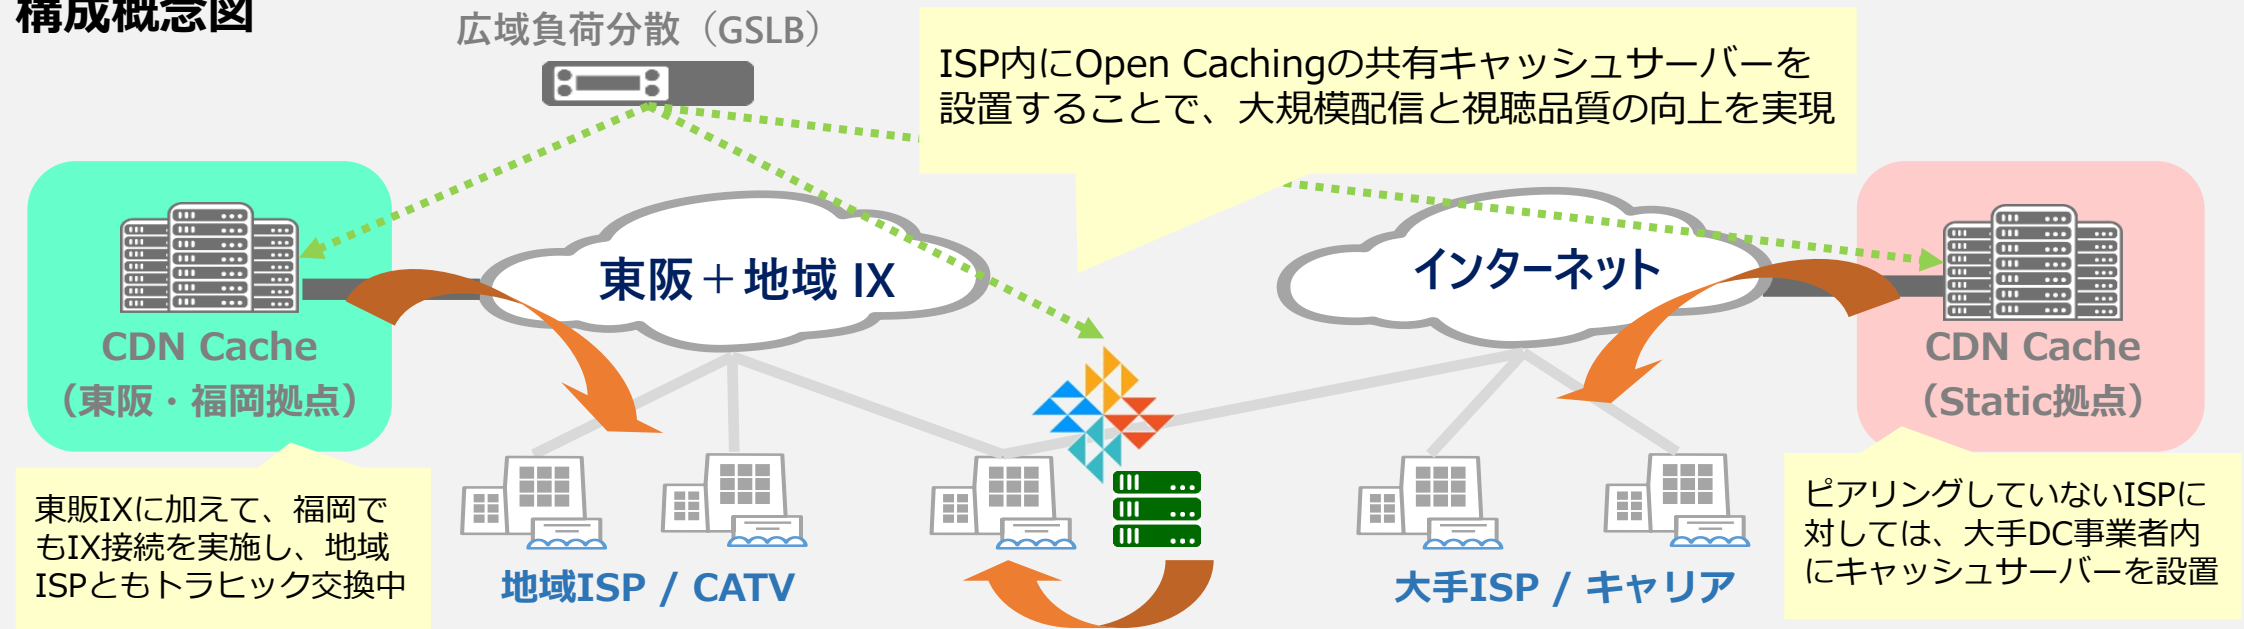 構成概念図
広域負荷分散（GSLB）
ISP内にOpen Cachingの共有キャッシュサーバーを
設置することで、大規模配信と視聴品質の向上を実現
東阪＋地域 IX
インターネット
CDN Cache
（東阪・福岡拠点）
CDN Cache
（Static拠点）
東販IXに加えて、福岡で
もIX接続を実施し、地域
ISPともトラヒック交換中
地域ISP / CATV
大手ISP / キャリア
ピアリングしていないISPに
対しては、大手DC事業者内
にキャッシュサーバーを設置